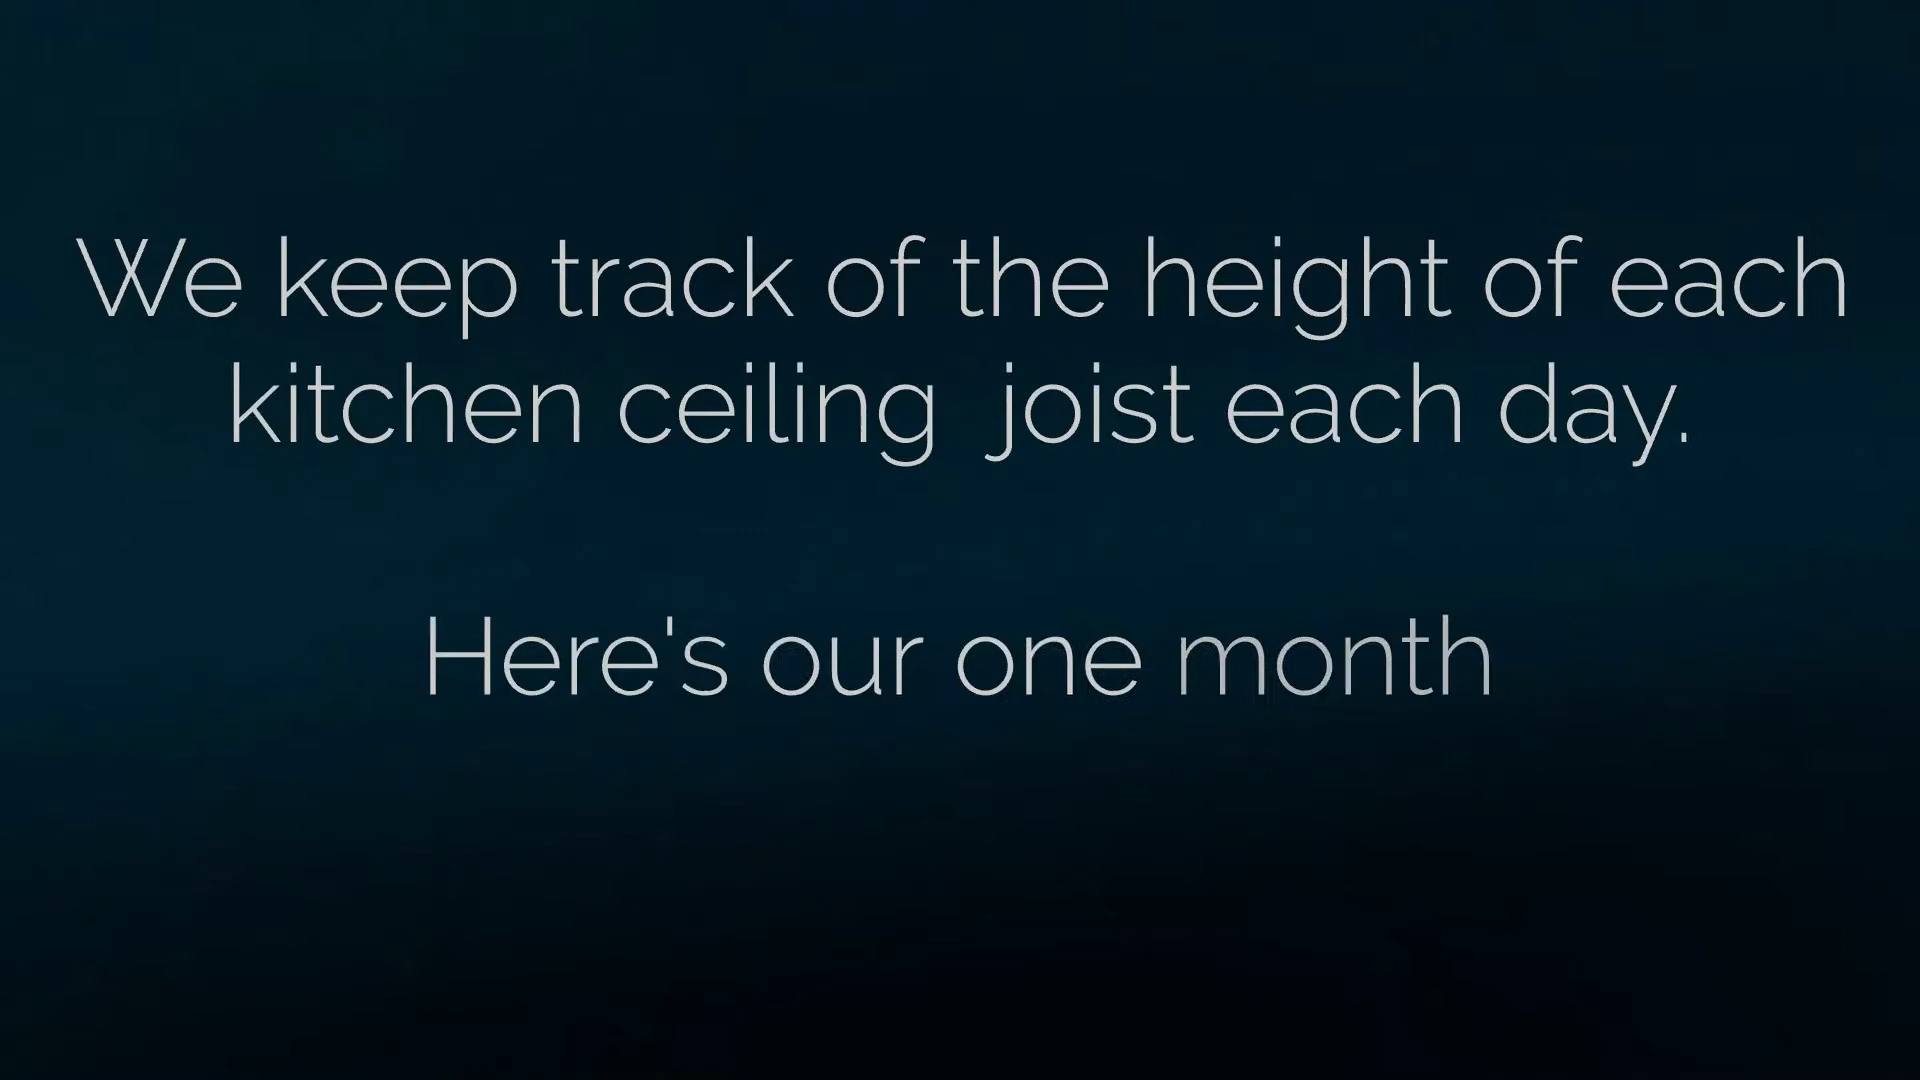 We keep track of the height of each
kitchen ceiling  joist each day.
Here's our one month